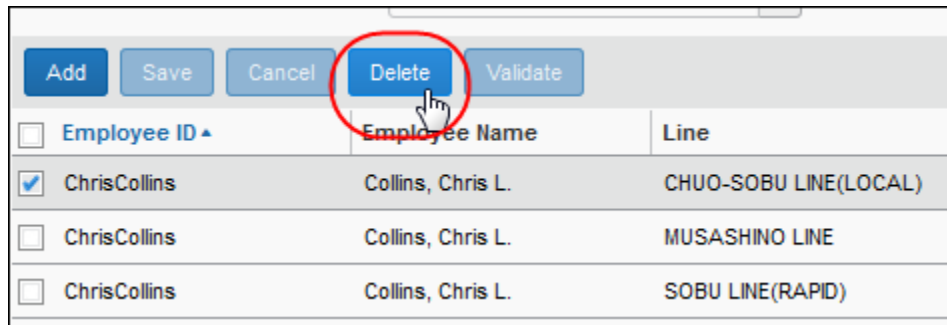 Add Save Cancel Delete Validate
Employee ID Employee Name Line
ChrisCollins Collins, Chris L. CHUO-SOBU LINE(LOCAL)
ChrisCollins Collins, Chris L. MUSASHINO LINE
ChrisCollins Collins, Chris L. SOBU LINE(RAPID)